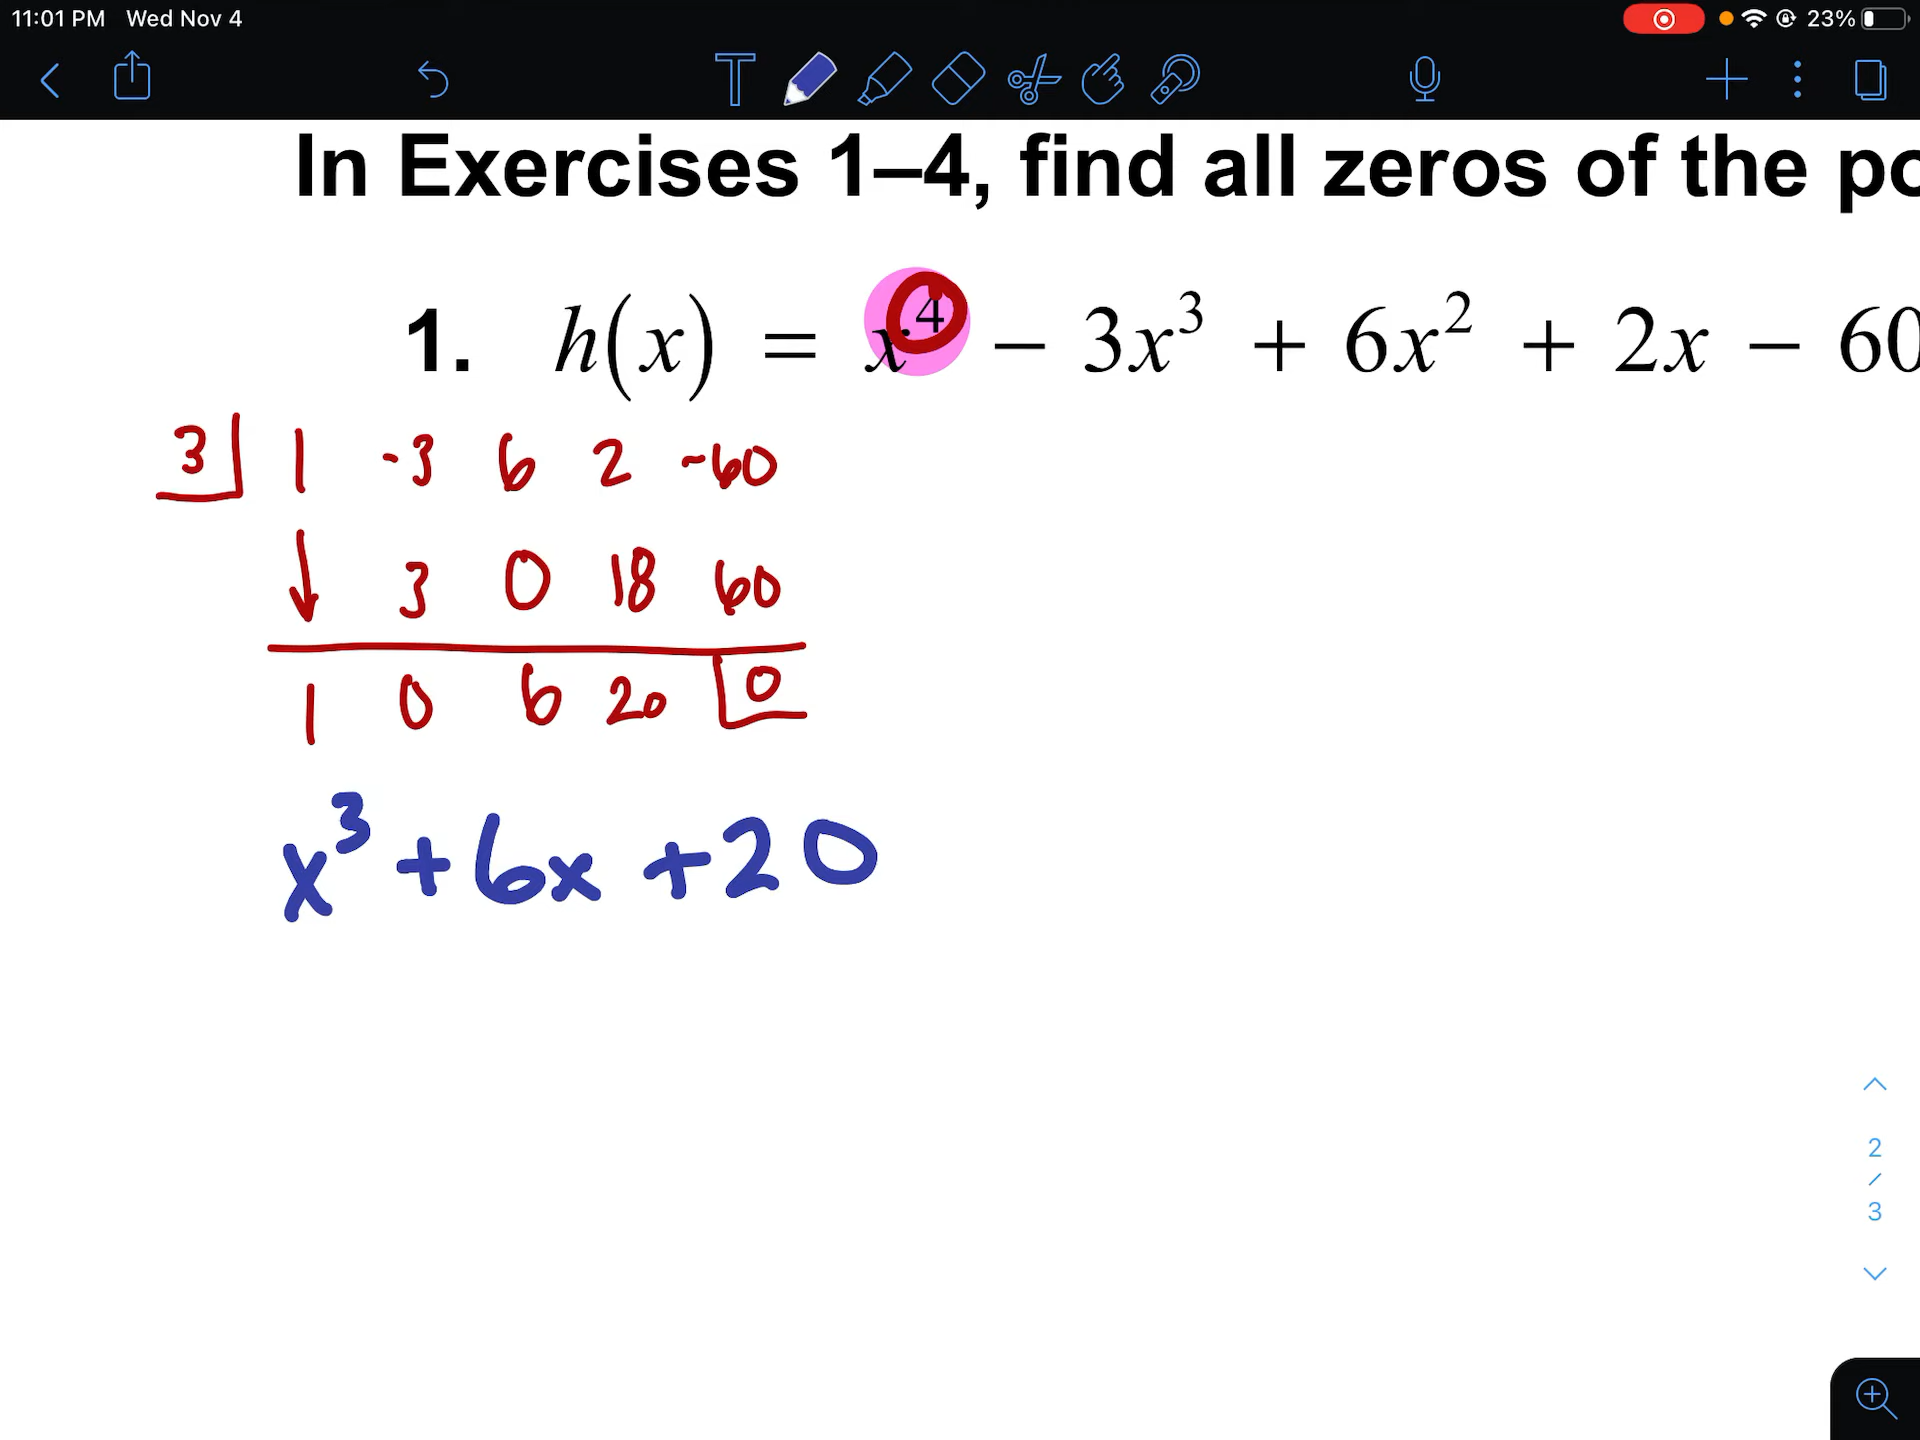 11:01 PM Wed Nov 4
23%
T
In Exercises 1–4, find all zeros of the po
1. h(x) = x⁴ − 3x³ + 6x² + 2x − 60
3 1 -3 6 2 -60
↓ 3 0 18 60
1 0 6 20 0
x³ + 6x + 20
2
/
3